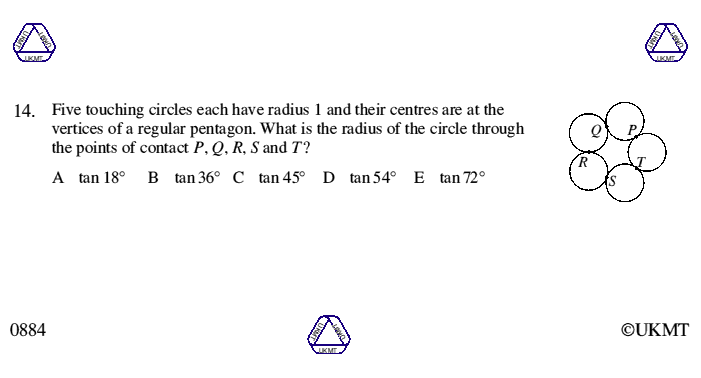 UKMT UKMT UKMT
UKMT UKMT UKMT
14. Five touching circles each have radius 1 and their centres are at the
vertices of a regular pentagon. What is the radius of the circle through
the points of contact P, Q, R, S and T?
A tan 18° B tan 36° C tan 45° D tan 54° E tan 72°
Q P
R T
S
0884
UKMT UKMT UKMT
©UKMT